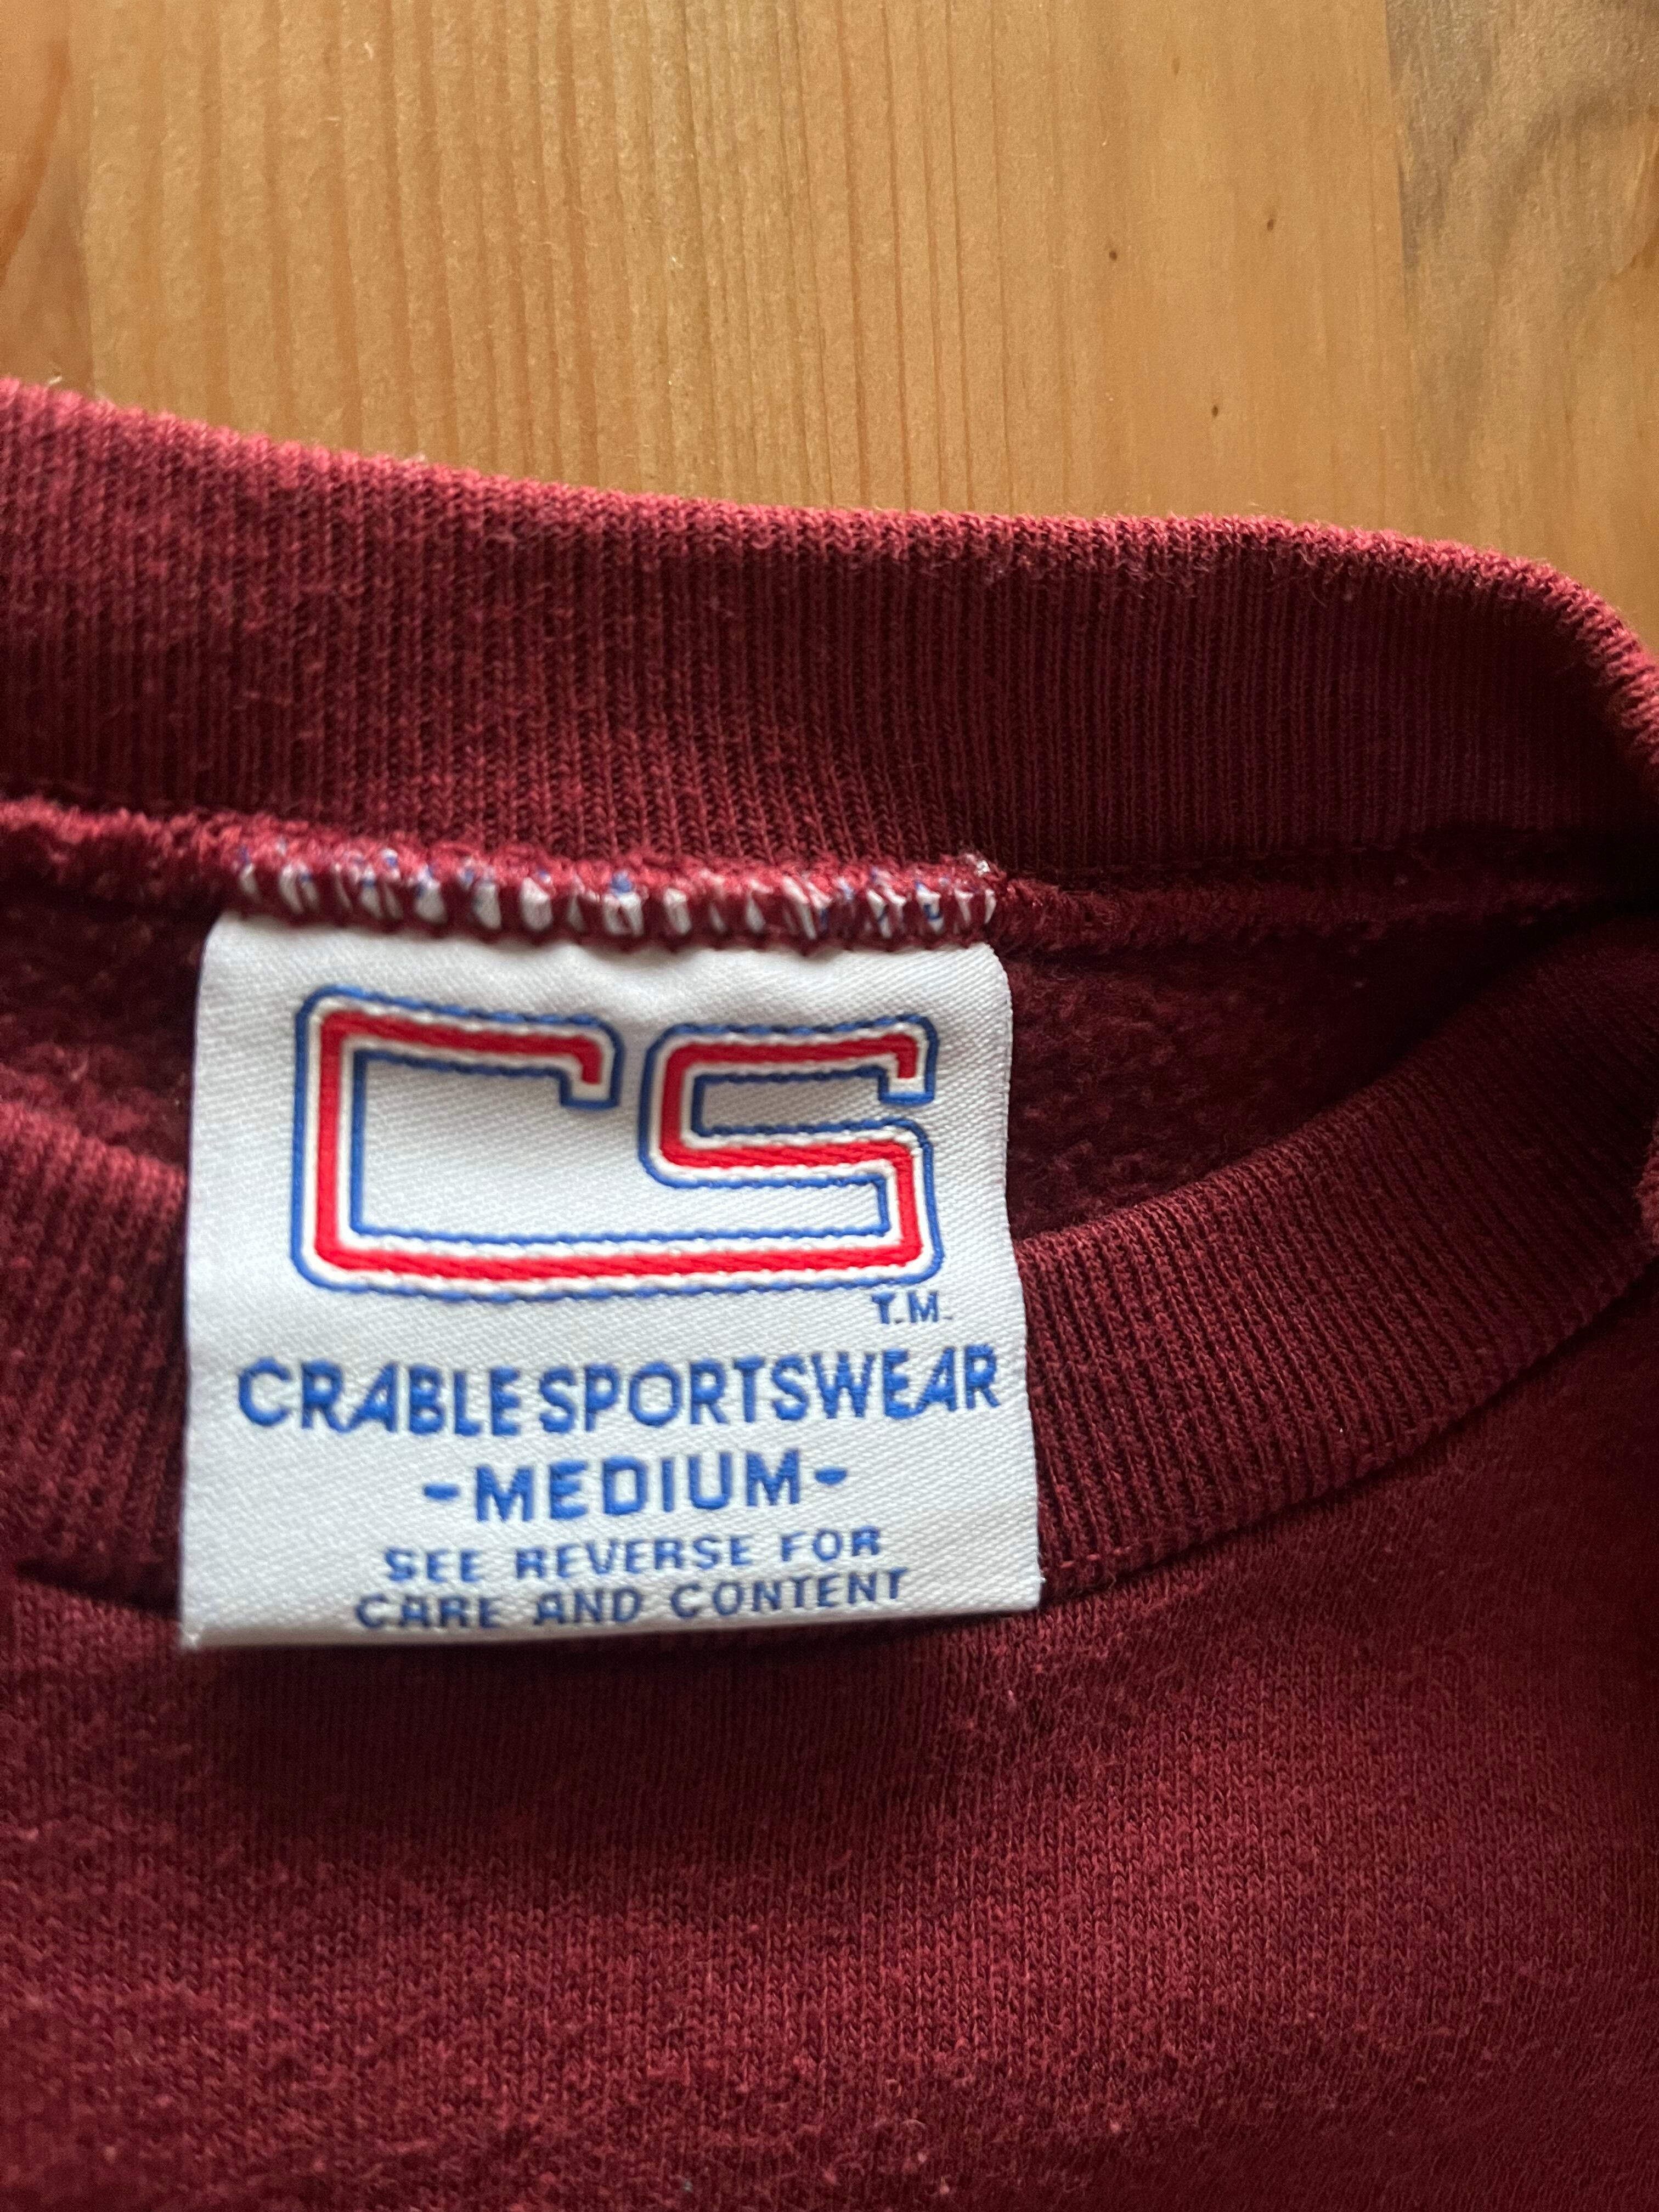 CS
T.M.
CRABLE SPORTSWEAR
-MEDIUM-
SEE REVERSE FOR
CARE AND CONTENT